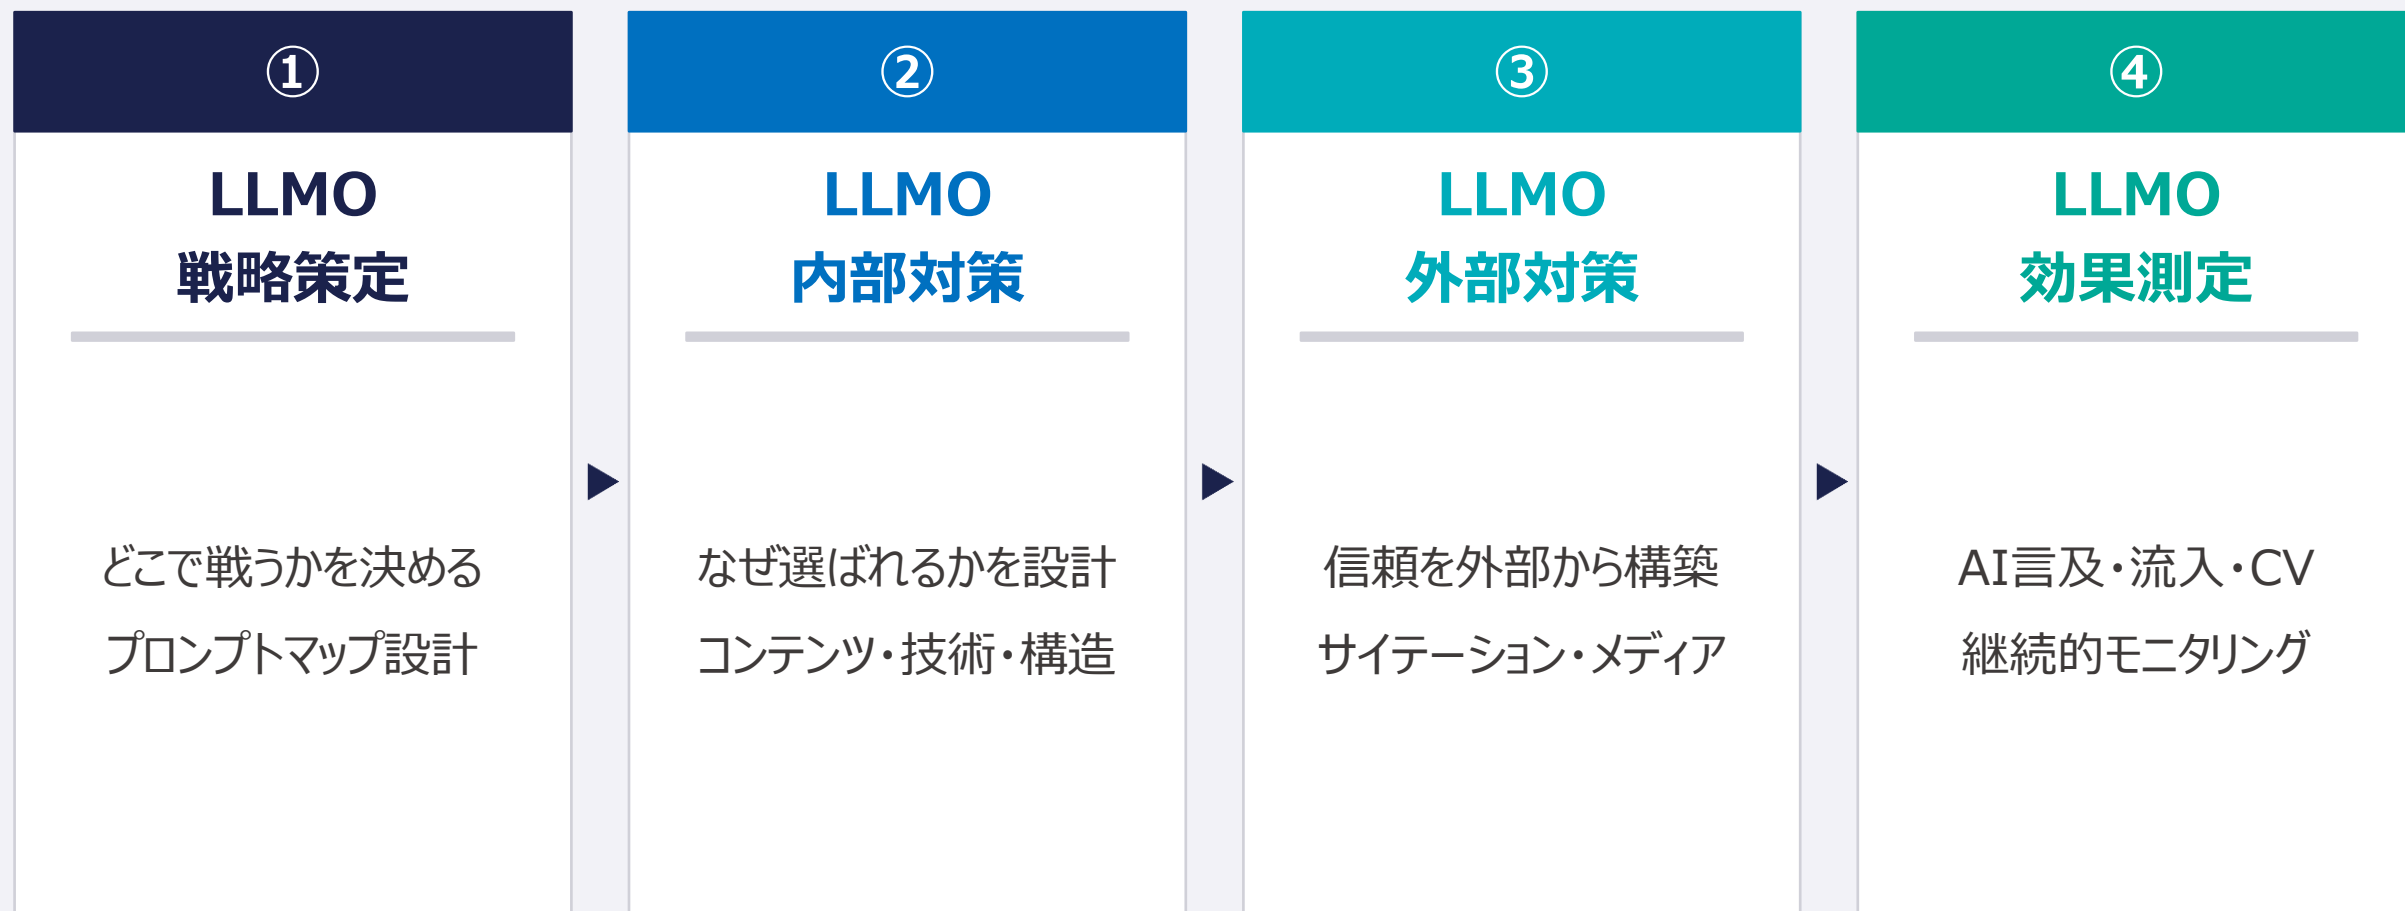 ①
LLMO
戦略策定
どこで戦うかを決める
プロンプトマップ設計
②
LLMO
内部対策
なぜ選ばれるかを設計
コンテンツ・技術・構造
③
LLMO
外部対策
信頼を外部から構築
サイテーション・メディア
④
LLMO
効果測定
AI言及・流入・CV
継続的モニタリング